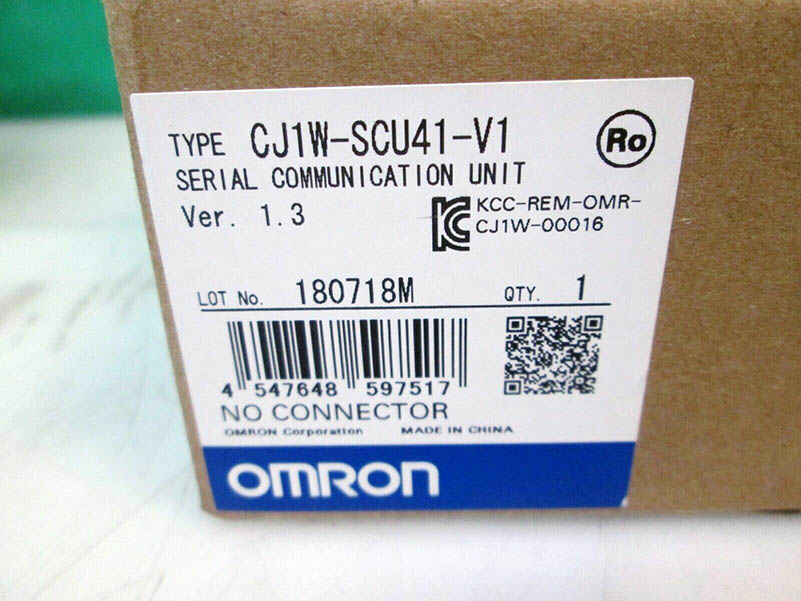 TYPE CJ1W-SCU41-V1
Ro
SERIAL COMMUNICATION UNIT
Ver. 1.3
KC
KCC-REM-OMR-
CJ1W-00016
LOT No. 180718M QTY. 1
4 547648 597517
NO CONNECTOR
OMRON Corporation MADE IN CHINA
OMRON